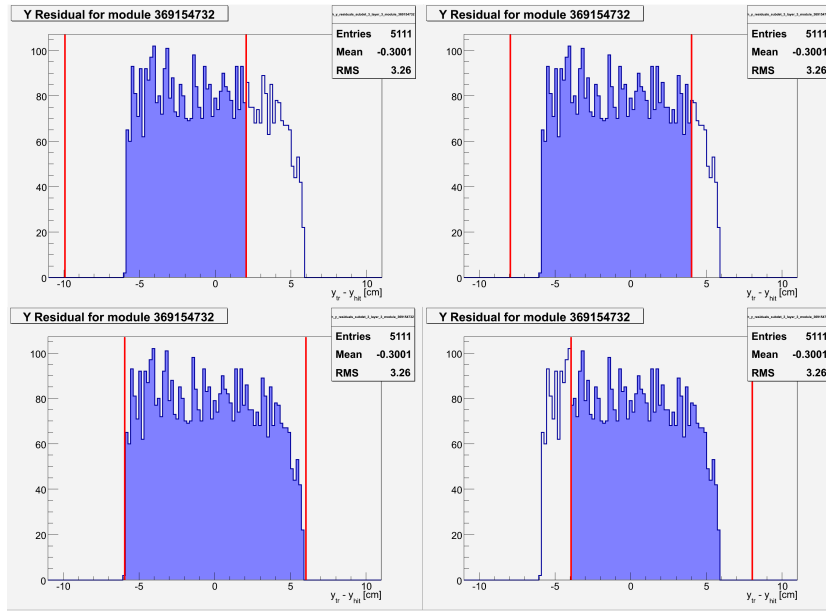 Y Residual for module 369154732
Entries 5111
Mean -0.3001
RMS 3.26
100
80
60
40
20
0
-10 -5 0 5 10
y_tr - y_hit [cm]
Y Residual for module 369154732
Entries 5111
Mean -0.3001
RMS 3.26
100
80
60
40
20
0
-10 -5 0 5 10
y_tr - y_hit [cm]
Y Residual for module 369154732
Entries 5111
Mean -0.3001
RMS 3.26
100
80
60
40
20
0
-10 -5 0 5 10
y_tr - y_hit [cm]
Y Residual for module 369154732
Entries 5111
Mean -0.3001
RMS 3.26
100
80
60
40
20
0
-10 -5 0 5 10
y_tr - y_hit [cm]